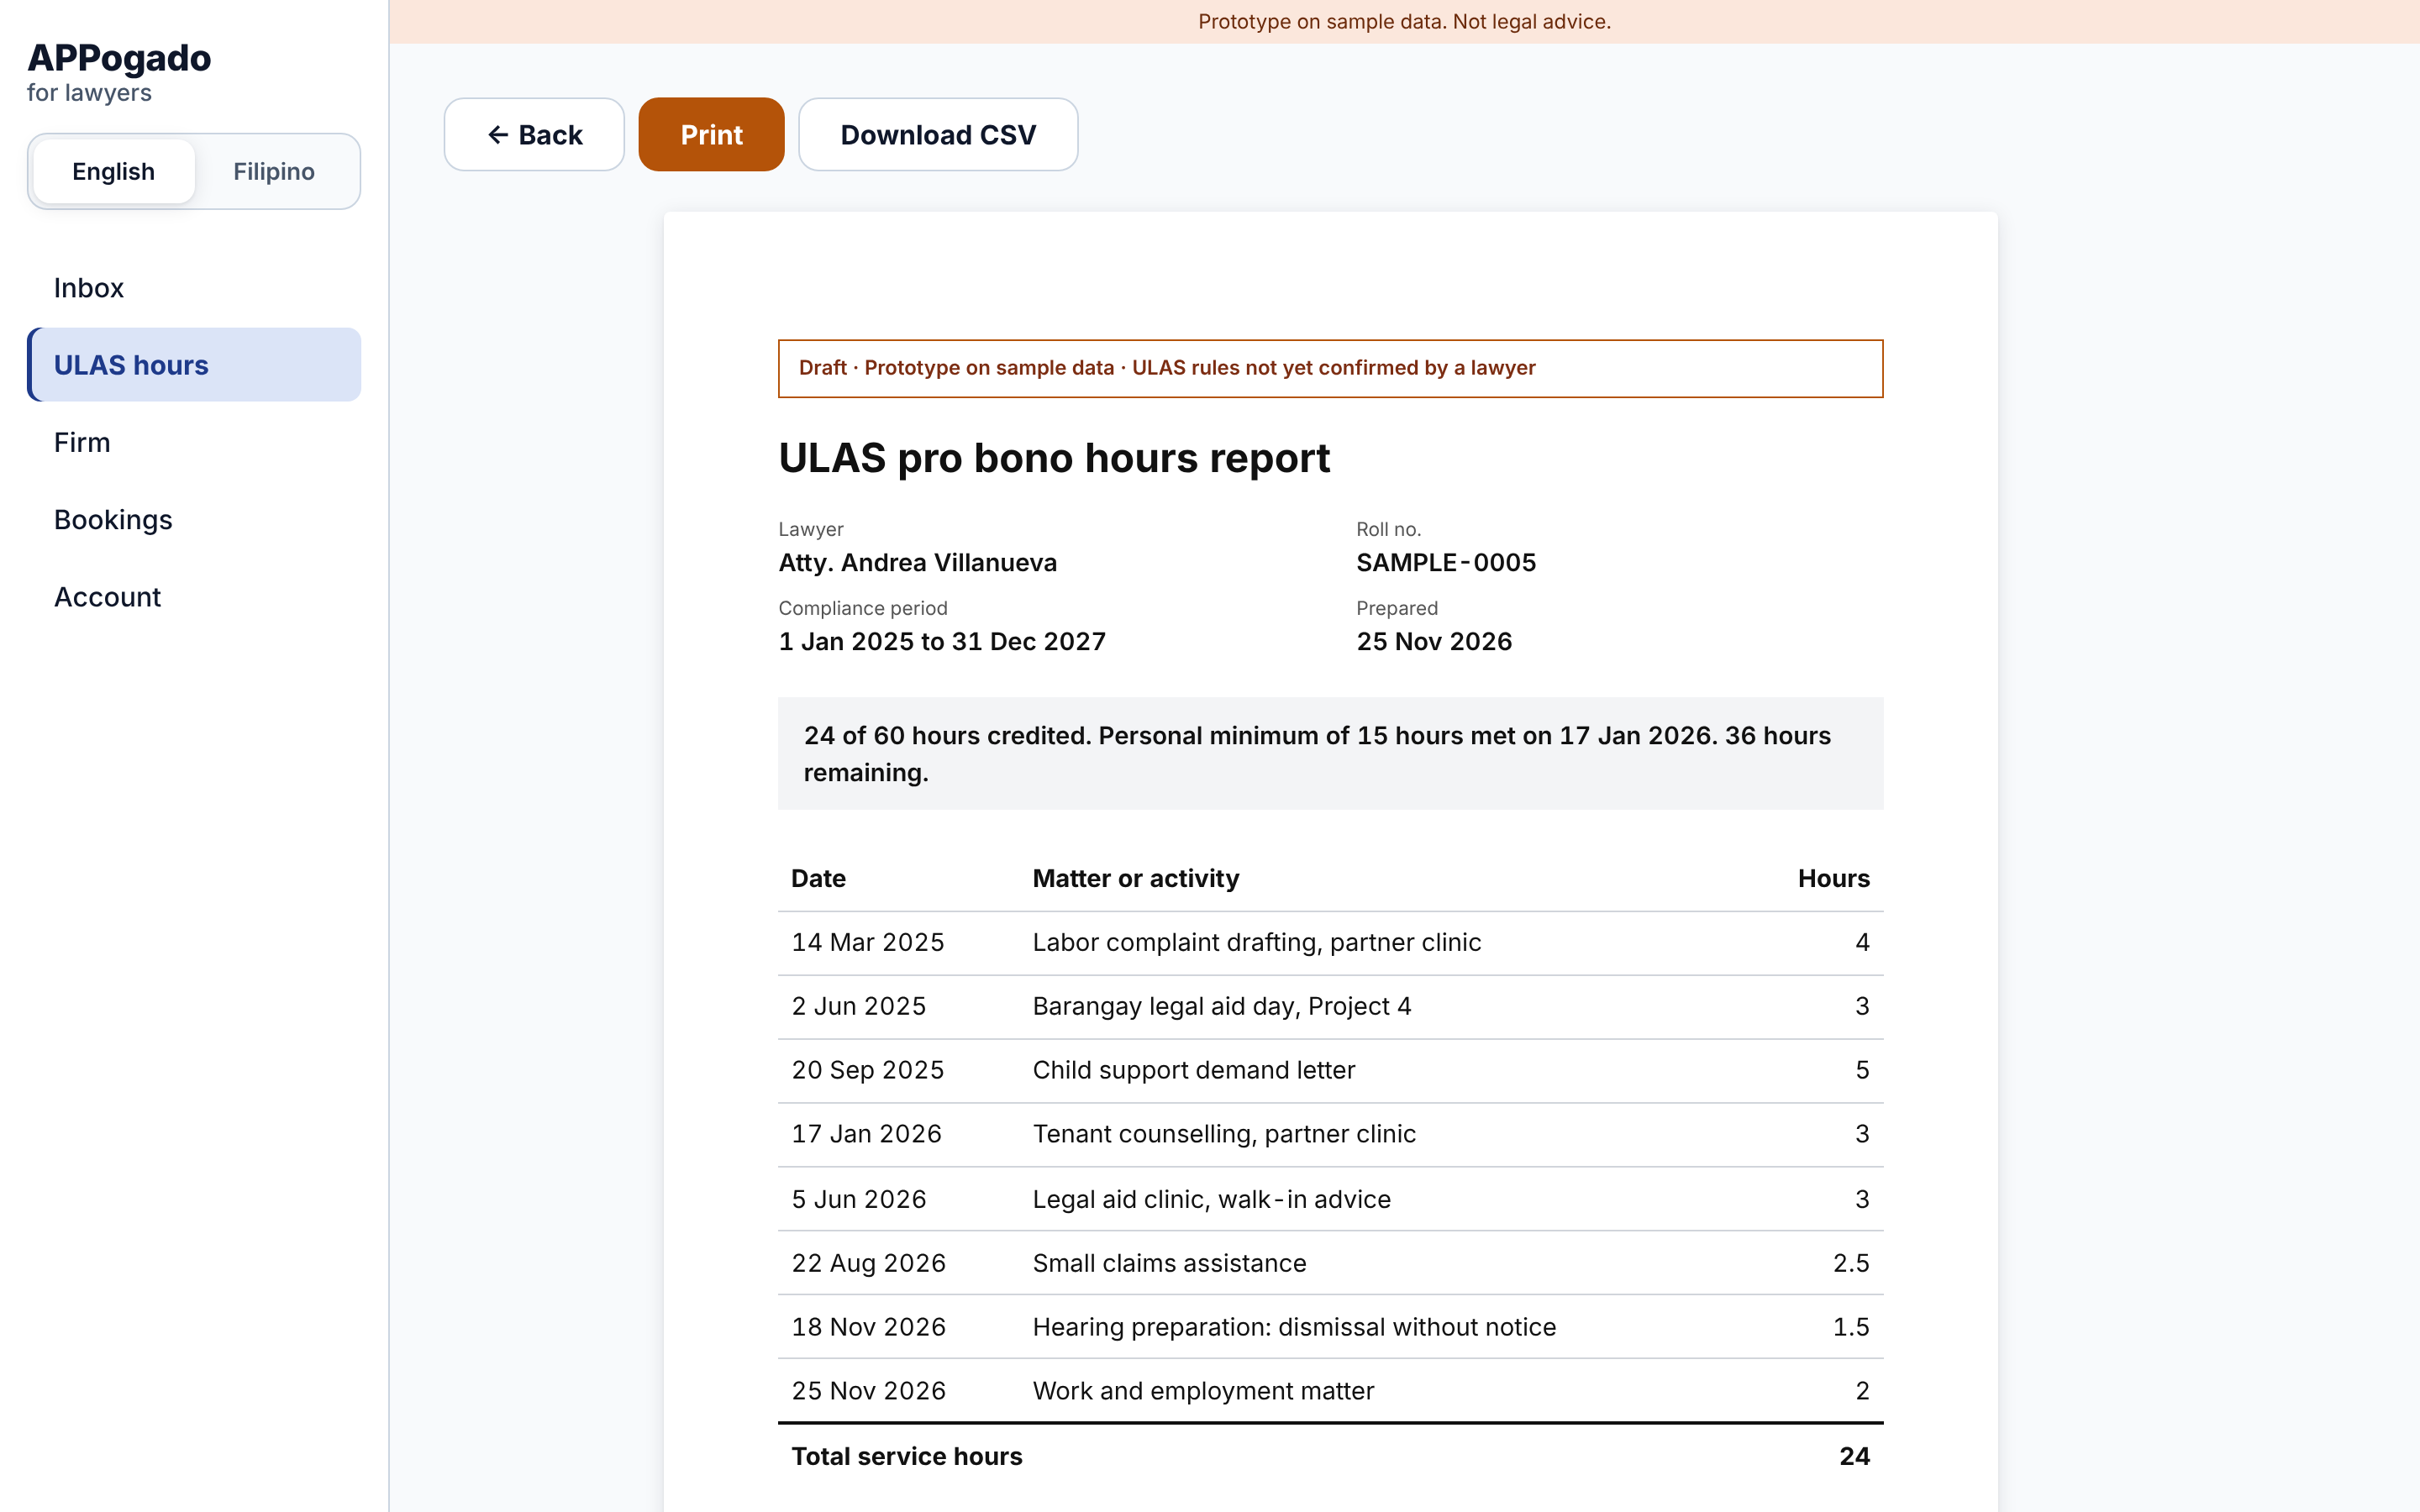 Prototype on sample data. Not legal advice.
APPogado
for lawyers
English Filipino
Inbox
ULAS hours
Firm
Bookings
Account
← Back Print Download CSV
Draft · Prototype on sample data · ULAS rules not yet confirmed by a lawyer
ULAS pro bono hours report
Lawyer Roll no.
Atty. Andrea Villanueva SAMPLE-0005
Compliance period Prepared
1 Jan 2025 to 31 Dec 2027 25 Nov 2026
24 of 60 hours credited. Personal minimum of 15 hours met on 17 Jan 2026. 36 hours
remaining.
Date Matter or activity Hours
14 Mar 2025 Labor complaint drafting, partner clinic 4
2 Jun 2025 Barangay legal aid day, Project 4 3
20 Sep 2025 Child support demand letter 5
17 Jan 2026 Tenant counselling, partner clinic 3
5 Jun 2026 Legal aid clinic, walk-in advice 3
22 Aug 2026 Small claims assistance 2.5
18 Nov 2026 Hearing preparation: dismissal without notice 1.5
25 Nov 2026 Work and employment matter 2
Total service hours 24